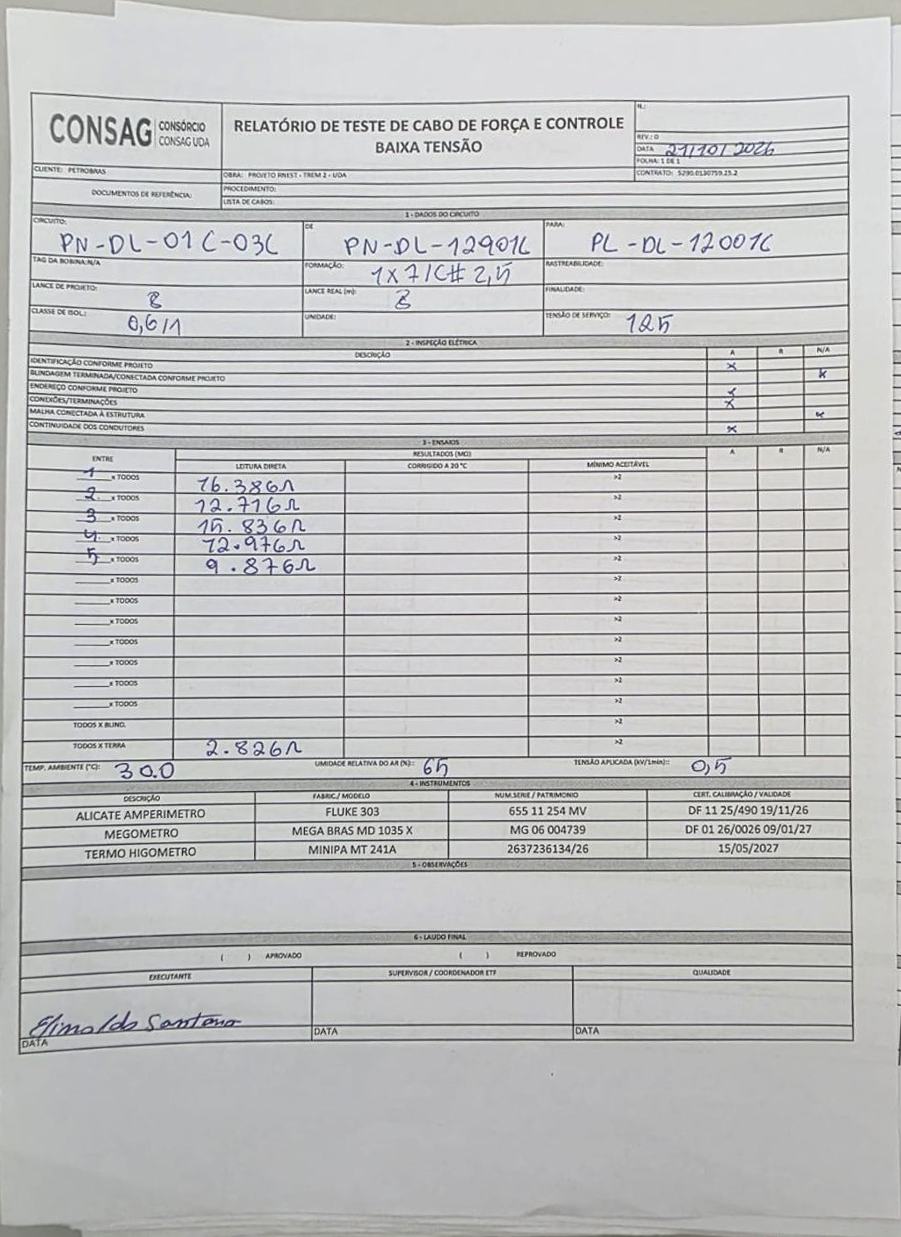 CONSAG CONSÓRCIO CONSAG UDA
RELATÓRIO DE TESTE DE CABO DE FORÇA E CONTROLE
BAIXA TENSÃO
N.:
REV.: 0
DATA 21/10/2026
FOLHA: 1 DE 1
CLIENTE: PETROBRAS
OBRA: PROJETO RNEST - TREM 2 - UDA
CONTRATO: 5290.0130759.25.2
DOCUMENTOS DE REFERÊNCIA:
PROCEDIMENTO:
LISTA DE CABOS:
1 - DADOS DO CIRCUITO
CIRCUITO: PN-DL-01C-03C
DE PN-DL-12901C
PARA: PL-DL-12001C
TAG DA BOBINA: N/A
FORMAÇÃO: 1X7/C# 2,5
RASTREABILIDADE:
LANCE DE PROJETO: 8
LANCE REAL (m): 8
FINALIDADE:
CLASSE DE ISOL.: 0,6/1
UNIDADE:
TENSÃO DE SERVIÇO: 125
2 - INSPEÇÃO ELÉTRICA
DESCRIÇÃO A R N/A
IDENTIFICAÇÃO CONFORME PROJETO x
BLINDAGEM TERMINADA/CONECTADA CONFORME PROJETO x
ENDEREÇO CONFORME PROJETO x
CONEXÕES/TERMINAÇÕES x
MALHA CONECTADA À ESTRUTURA x
CONTINUIDADE DOS CONDUTORES x
3 - ENSAIOS
ENTRE RESULTADOS (MΩ) A R N/A
LEITURA DIRETA CORRIGIDO A 20 °C MÍNIMO ACEITÁVEL
1 x TODOS 16.38GΩ >2
2 x TODOS 12.71GΩ >2
3 x TODOS 15.83GΩ >2
4 x TODOS 12.97GΩ >2
5 x TODOS 9.87GΩ >2
x TODOS >2
x TODOS >2
x TODOS >2
x TODOS >2
x TODOS >2
x TODOS >2
x TODOS >2
TODOS X BLIND. >2
TODOS X TERRA 2.82GΩ >2
TEMP. AMBIENTE (°C): 30.0 UMIDADE RELATIVA DO AR (%): 65 TENSÃO APLICADA (kV/1min):: 0,5
4 - INSTRUMENTOS
DESCRIÇÃO FABRIC./ MODELO NUM.SERIE / PATRIMONIO CERT. CALIBRAÇÃO / VALIDADE
ALICATE AMPERIMETRO FLUKE 303 655 11 254 MV DF 11 25/490 19/11/26
MEGOMETRO MEGA BRAS MD 1035 X MG 06 004739 DF 01 26/0026 09/01/27
TERMO HIGOMETRO MINIPA MT 241A 2637236134/26 15/05/2027
5 - OBSERVAÇÕES
6 - LAUDO FINAL
( ) APROVADO ( ) REPROVADO
EXECUTANTE SUPERVISOR / COORDENADOR ETF QUALIDADE
Elinaldo Santana
DATA DATA DATA